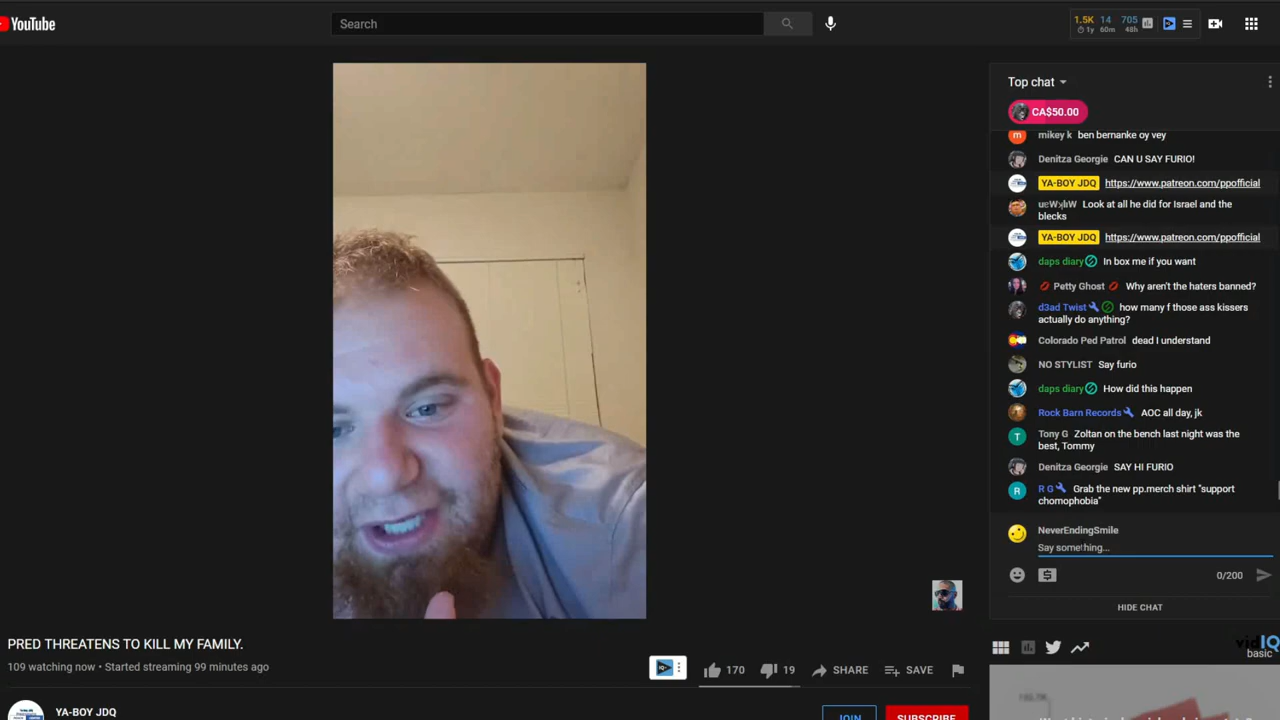 YouTube
Search
1.5K 14 705
1y 60m 48h
Top chat
CA$50.00
mikey k ben bernanke oy vey
Denitza Georgie CAN U SAY FURIO!
YA-BOY JDQ https://www.patreon.com/ppofficial
Look at all he did for Israel and the
blecks
YA-BOY JDQ https://www.patreon.com/ppofficial
daps diary In box me if you want
Petty Ghost Why aren't the haters banned?
d3ad Twist how many f those ass kissers
actually do anything?
Colorado Ped Patrol dead I understand
NO STYLIST Say furio
daps diary How did this happen
Rock Barn Records AOC all day, jk
T Tony G Zoltan on the bench last night was the
best, Tommy
Denitza Georgie SAY HI FURIO
R R G Grab the new pp.merch shirt "support
chomophobia"
NeverEndingSmile
Say something...
0/200
HIDE CHAT
PRED THREATENS TO KILL MY FAMILY.
109 watching now • Started streaming 99 minutes ago
170 19 SHARE SAVE
vidIQ
basic
YA-BOY JDQ
JOIN SUBSCRIBE